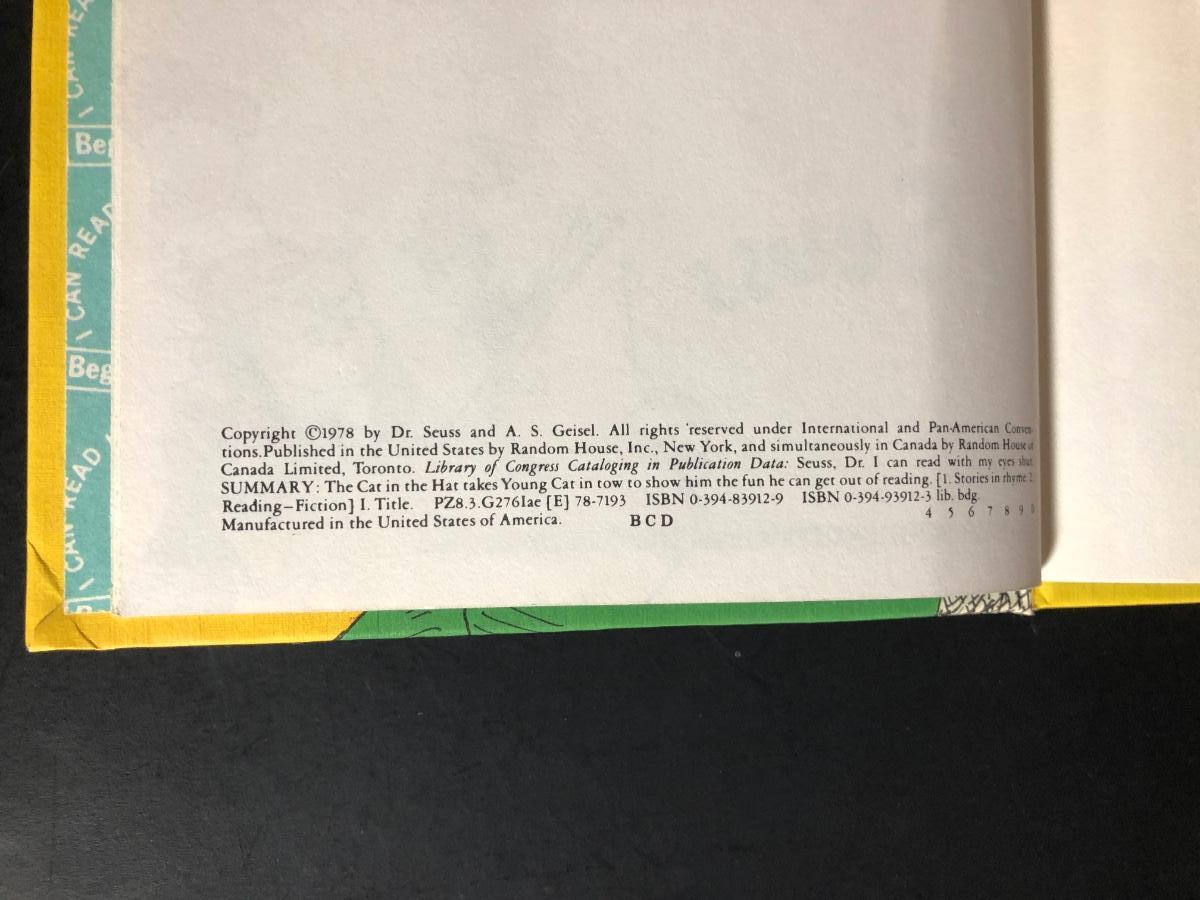 CAN READ
Beg
I CAN READ
Beg
I CAN READ
Copyright ©1978 by Dr. Seuss and A. S. Geisel. All rights reserved under International and Pan-American Conven-
tions.Published in the United States by Random House, Inc., New York, and simultaneously in Canada by Random House of
Canada Limited, Toronto. Library of Congress Cataloging in Publication Data: Seuss, Dr. I can read with my eyes shut
SUMMARY: The Cat in the Hat takes Young Cat in tow to show him the fun he can get out of reading. [1. Stories in rhyme 2.
Reading–Fiction] I. Title. PZ8.3.G276Iae [E] 78-7193 ISBN 0-394-83912-9 ISBN 0-394-93912-3 lib. bdg.
Manufactured in the United States of America. B C D 4 5 6 7 8 9 0